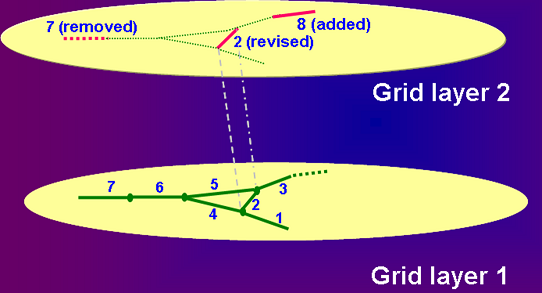 7 (removed)
8 (added)
2 (revised)
Grid layer 2
7
6
5
3
4
2
1
Grid layer 1